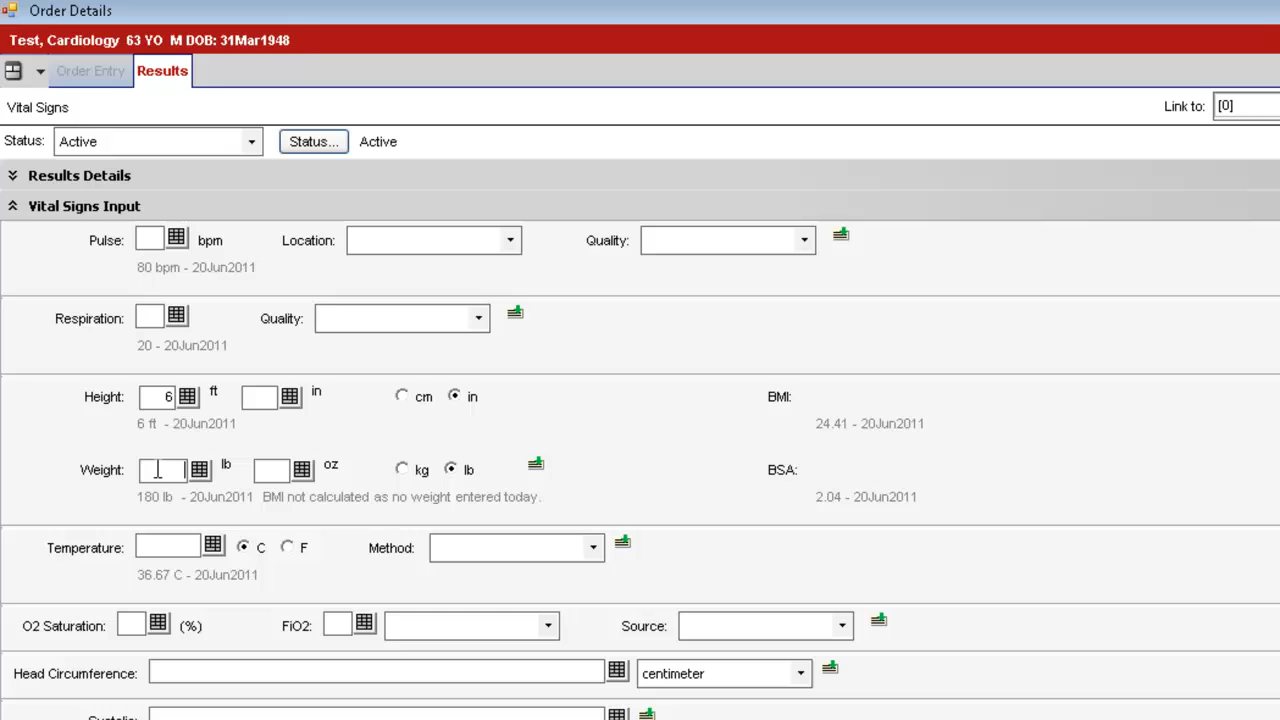 Order Details
Test, Cardiology 63 YO M DOB: 31Mar1948
Order Entry Results
Vital Signs Link to: [0]
Status: Active Status... Active
Results Details
Vital Signs Input
Pulse: bpm Location: Quality:
80 bpm - 20Jun2011
Respiration: Quality:
20 - 20Jun2011
Height: 6 ft in cm in BMI:
6 ft - 20Jun2011 24.41 - 20Jun2011
Weight: lb oz kg lb BSA:
180 lb - 20Jun2011 BMI not calculated as no weight entered today. 2.04 - 20Jun2011
Temperature: C F Method:
36.67 C - 20Jun2011
O2 Saturation: (%) FiO2: Source:
Head Circumference: centimeter